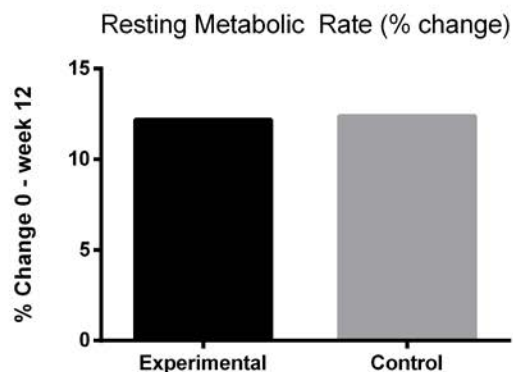 Resting Metabolic Rate (% change)
% Change 0 - week 12
15
10
5
0
Experimental
Control